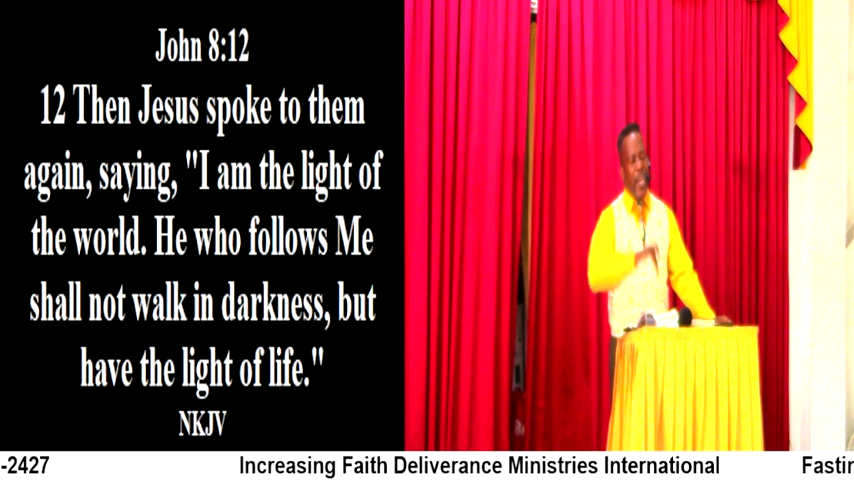 John 8:12
12 Then Jesus spoke to them
again, saying, "I am the light of
the world. He who follows Me
shall not walk in darkness, but
have the light of life."
NKJV
-2427 Increasing Faith Deliverance Ministries International Fastin